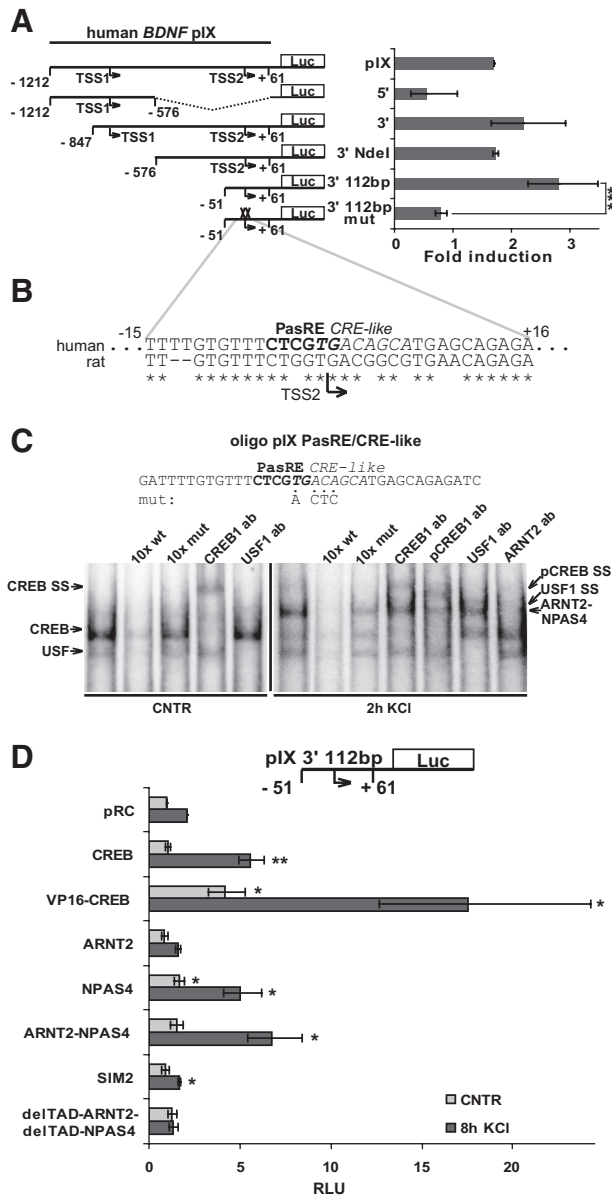 A
human BDNF pIX
Luc
- 1212 TSS1 TSS2 + 61
pIX
Luc
- 1212 TSS1 - 576
5'
Luc
- 847 TSS1 TSS2 + 61
3'
Luc
- 576 TSS2 + 61
3' NdeI
Luc
- 51 + 61
3' 112bp
XX
Luc
- 51 + 61
3' 112bp
mut
***
0 1 2 3
Fold induction
B
PasRE CRE-like
-15 +16
human ...TTTTGTGTTTCTCGTGACAGCATGAGCAGAGA...
rat TT--GTGTTTCTGGTGACGGCGTGAACAGAGA
TSS2
C
oligo pIX PasRE/CRE-like
PasRE CRE-like
GATTTTGTGTTTCTCGTGACAGCATGAGCAGAGATC
mut: A CTC
10x wt 10x mut CREB1 ab USF1 ab 10x wt 10x mut CREB1 ab pCREB1 ab USF1 ab ARNT2 ab
CREB SS
CREB
USF
pCREB SS
USF1 SS
ARNT2-
NPAS4
CNTR 2h KCl
D
pIX 3' 112bp Luc
- 51 + 61
pRC
CREB **
VP16-CREB * *
ARNT2
NPAS4 * *
ARNT2-NPAS4 *
SIM2 *
delTAD-ARNT2-
delTAD-NPAS4
CNTR
8h KCl
0 5 10 15 20
RLU